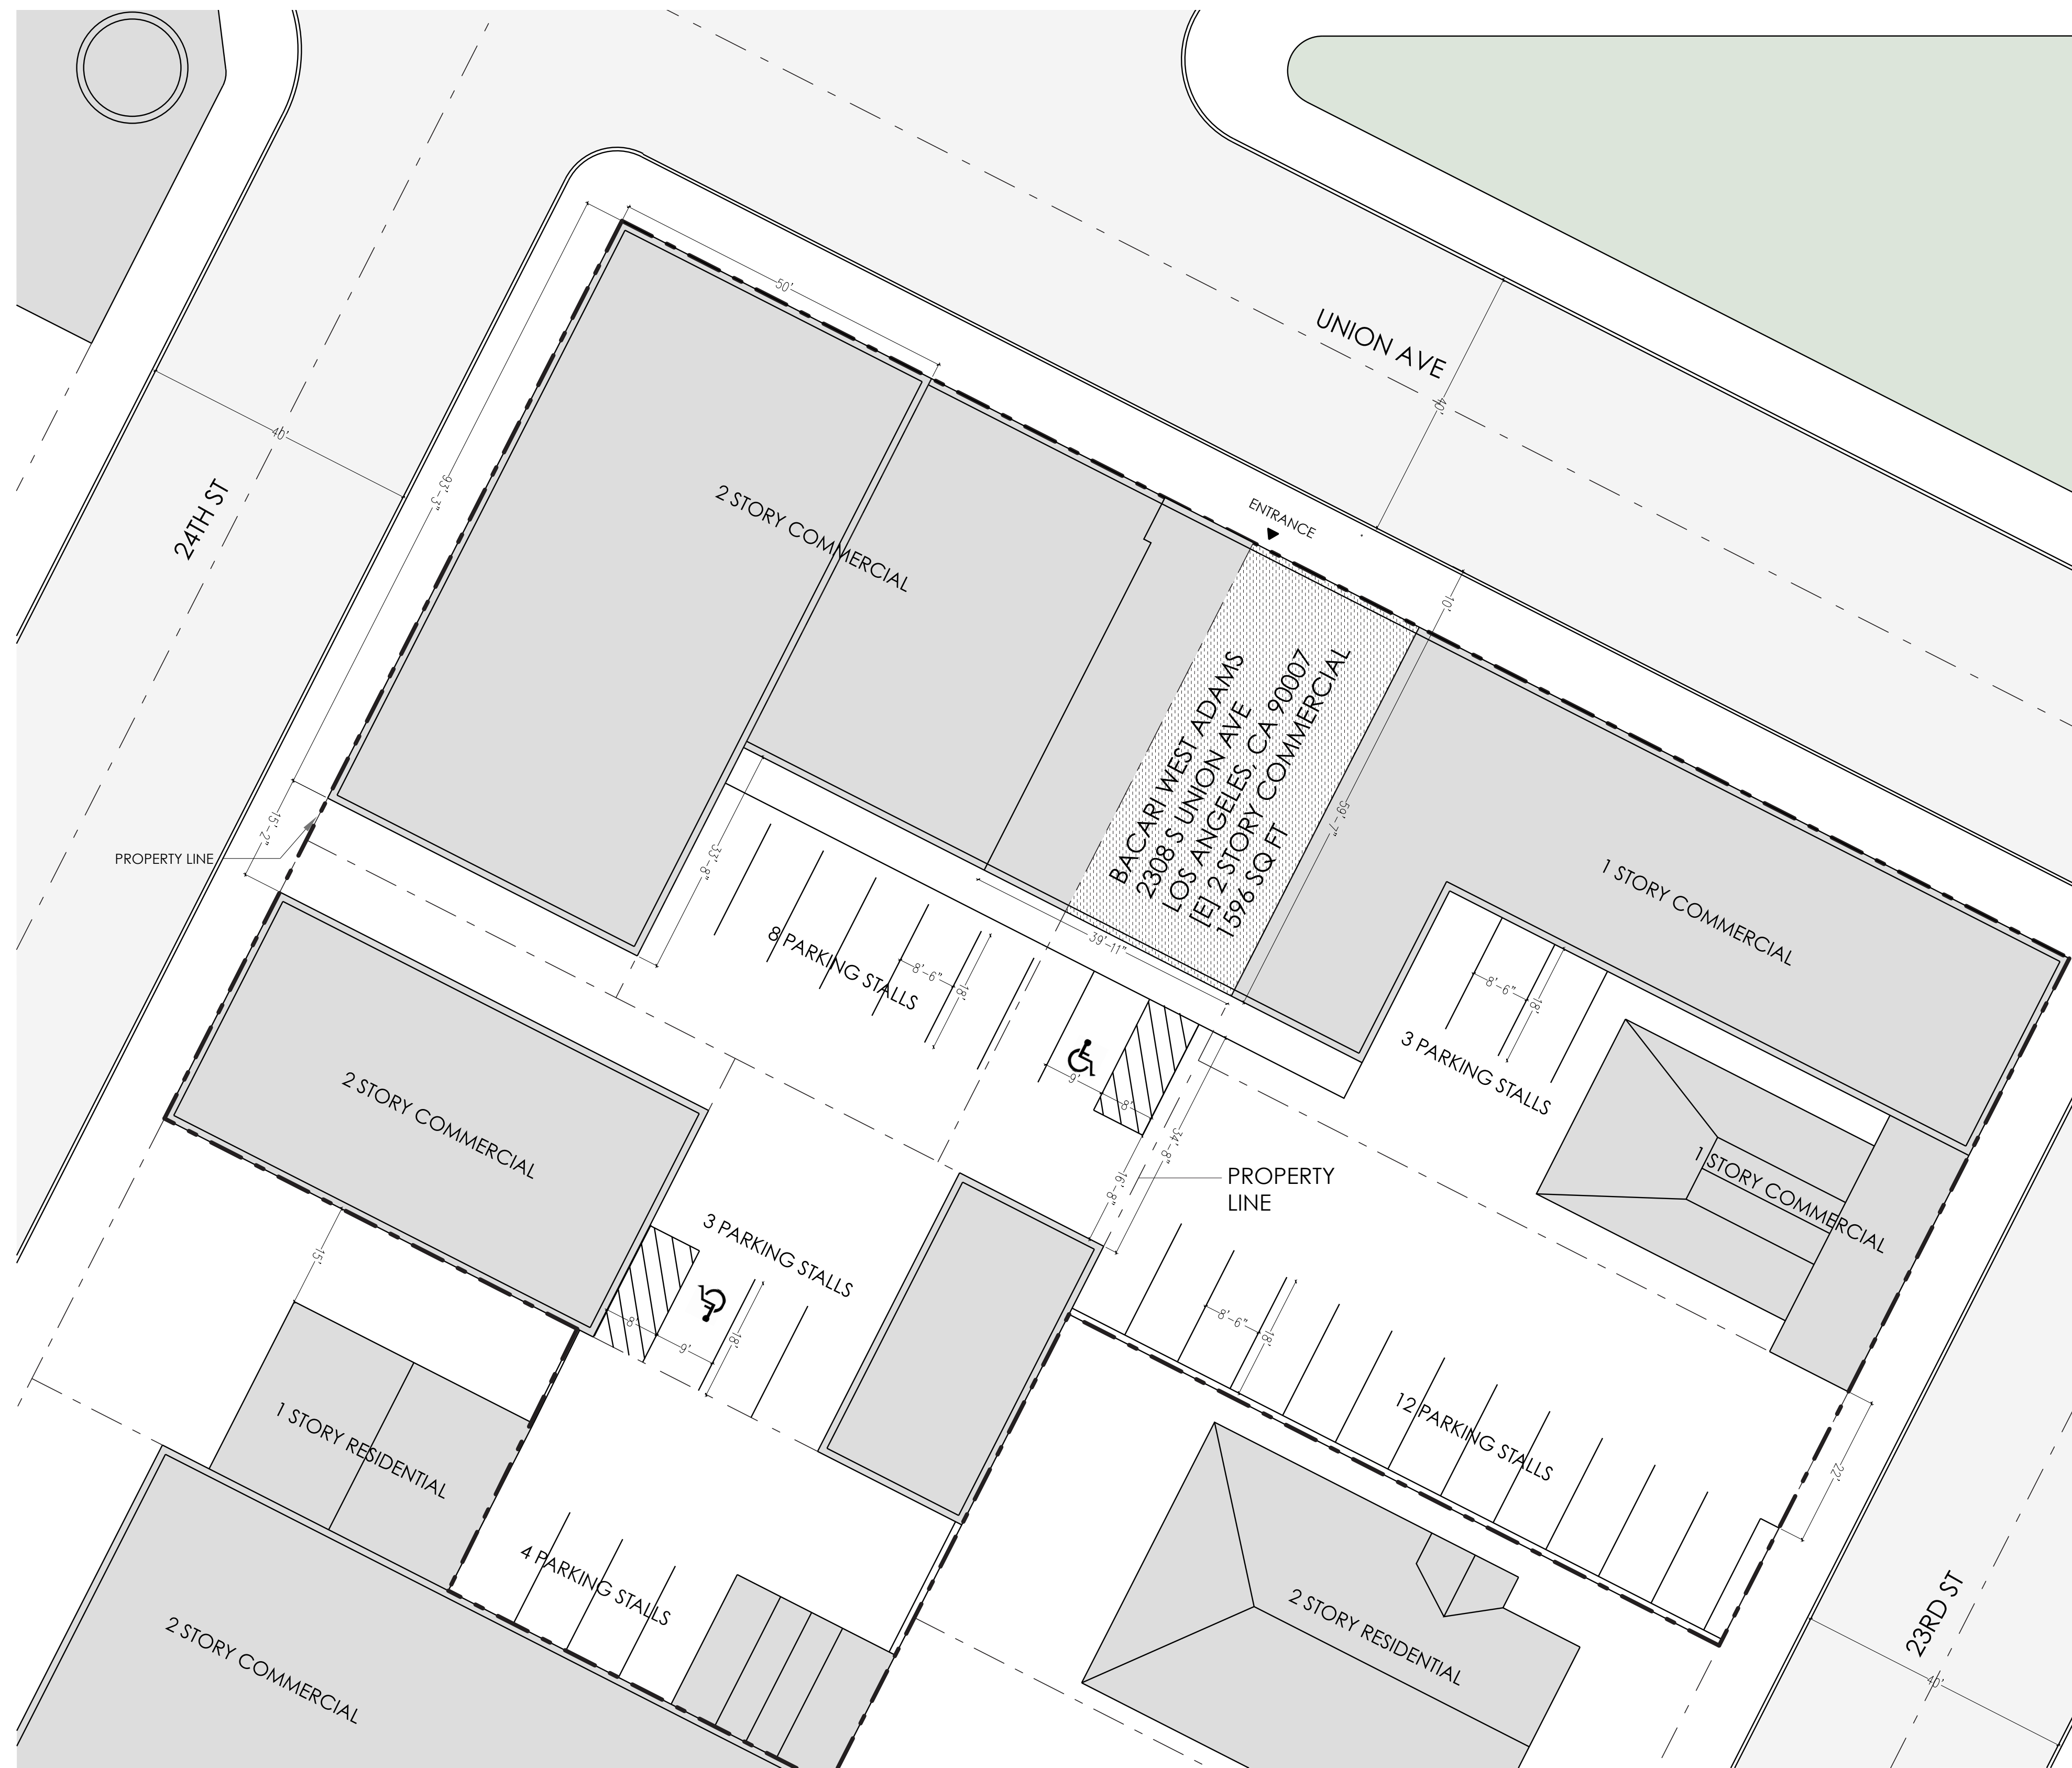 50'
UNION AVE
40'
24TH ST
40'
93'-3"
2 STORY COMMERCIAL
ENTRANCE
10'
BACARI WEST ADAMS
2308 S UNION AVE
LOS ANGELES, CA 90007
[E] 2 STORY COMMERCIAL
1596 SQ FT
59'-7"
1 STORY COMMERCIAL
15'-2"
PROPERTY LINE
33'-8"
8 PARKING STALLS
8'-6"
18'
39'-11"
8'-6"
18'
3 PARKING STALLS
9'
8'
34'-8"
16'-8"
PROPERTY
LINE
1 STORY COMMERCIAL
2 STORY COMMERCIAL
3 PARKING STALLS
15'
8'
9'
18'
8'-6"
18'
12 PARKING STALLS
22'
1 STORY RESIDENTIAL
4 PARKING STALLS
2 STORY RESIDENTIAL
23RD ST
40'
2 STORY COMMERCIAL